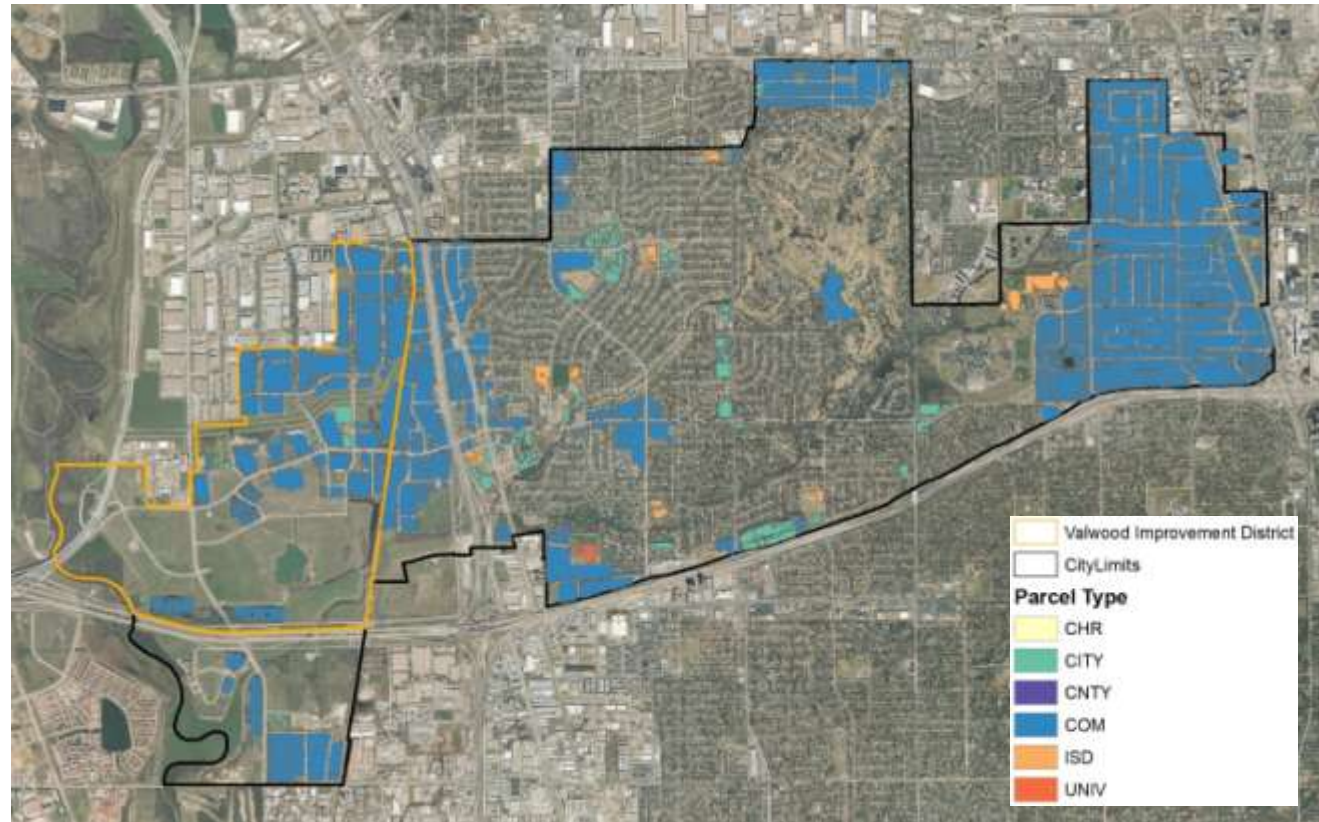 Valwood Improvement District
CityLimits
Parcel Type
CHR
CITY
CNTY
COM
ISD
UNIV